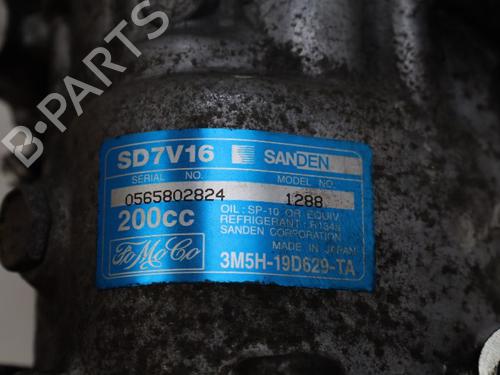 SD7V16 SANDEN
SERIAL NO. MODEL NO.
0565802824 1288
200cc OIL: SP-10 OR EQUIV
REFRIGERANT: R134a
SANDEN CORPORATION
MADE IN JAPAN
FoMoCo 3M5H-19D629-TA
B-PARTS